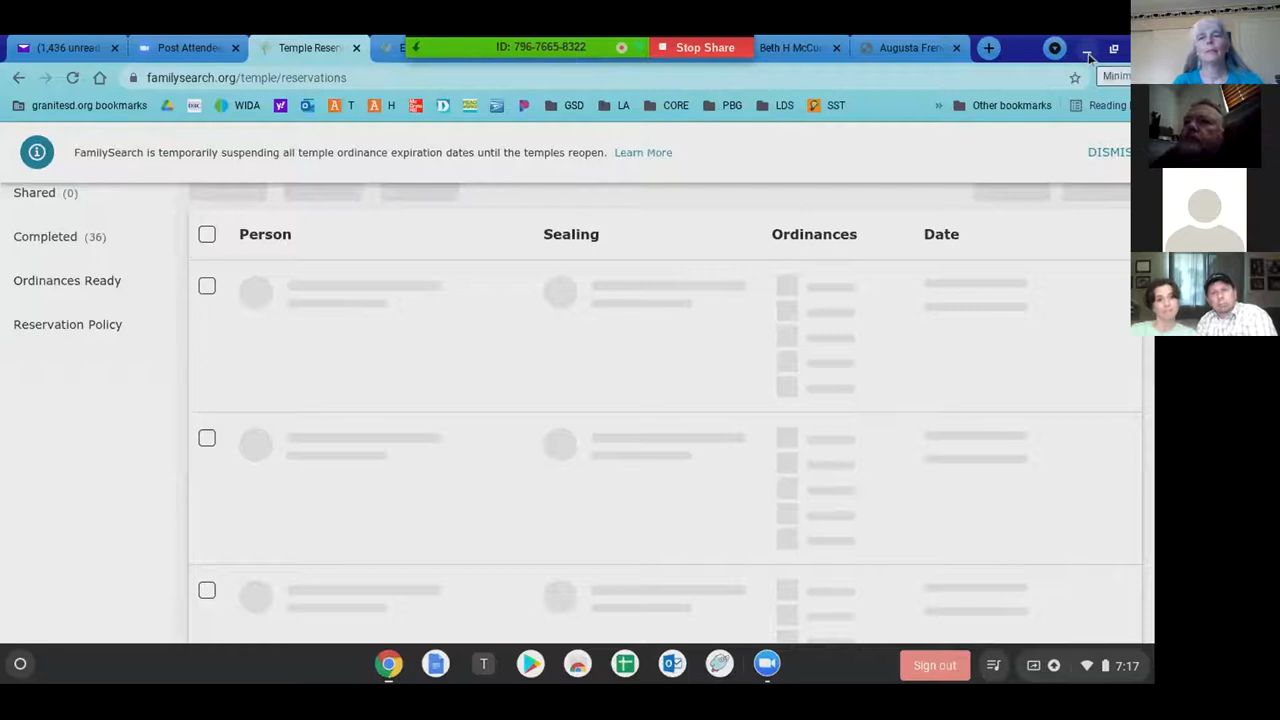 (1,436 unread
Post Attende
Temple Reser
E
ID: 796-7665-8322
Stop Share
Beth H McCu
Augusta Fren
familysearch.org/temple/reservations
Minim
granitesd.org bookmarks
WIDA
T
H
GSD
LA
CORE
PBG
LDS
SST
»
Other bookmarks
Reading
FamilySearch is temporarily suspending all temple ordinance expiration dates until the temples reopen. Learn More
DISMIS
Shared (0)
Completed (36)
Ordinances Ready
Reservation Policy
Person
Sealing
Ordinances
Date
T
Sign out
7:17